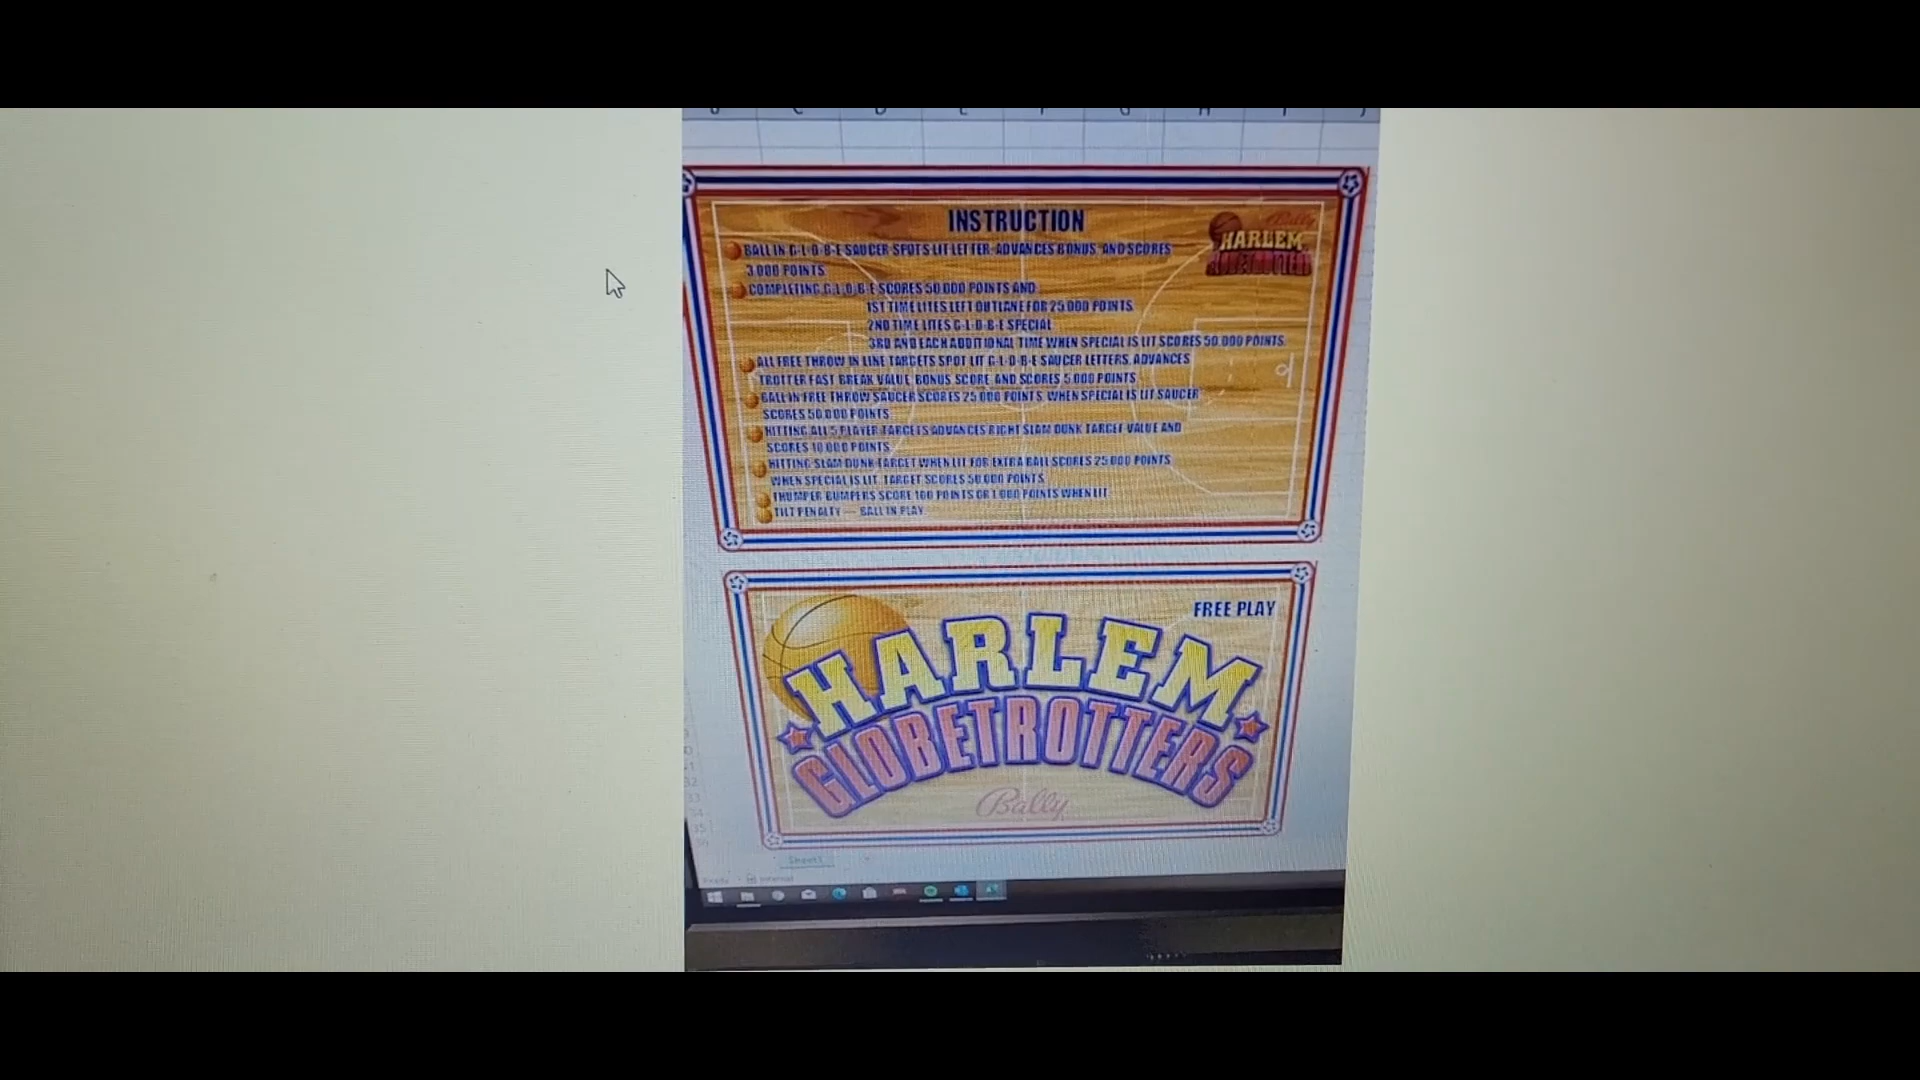 B C D E F G H I J
INSTRUCTION
Bally
HARLEM
GLOBETROTTERS
BALL IN G-L-O-B-E SAUCER SPOTS LIT LETTER, ADVANCES BONUS, AND SCORES
3,000 POINTS
COMPLETING G-L-O-B-E SCORES 50,000 POINTS AND
1ST TIME LITES LEFT OUTLANE FOR 25,000 POINTS
2ND TIME LITES G-L-O-B-E SPECIAL
3RD AND EACH ADDITIONAL TIME WHEN SPECIAL IS LIT SCORES 50,000 POINTS
ALL FREE THROW IN LINE TARGETS SPOT LIT G-L-O-B-E SAUCER LETTERS, ADVANCES
TROTTER FAST BREAK VALUE, BONUS SCORE AND SCORES 5,000 POINTS
BALL IN FREE THROW SAUCER SCORES 25,000 POINTS, WHEN SPECIAL IS LIT SAUCER
SCORES 50,000 POINTS
HITTING ALL 5 PLAYER TARGETS ADVANCES RIGHT SLAM DUNK TARGET VALUE AND
SCORES 10,000 POINTS
HITTING SLAM DUNK TARGET WHEN LIT FOR EXTRA BALL SCORES 25,000 POINTS
WHEN SPECIAL IS LIT, TARGET SCORES 50,000 POINTS
THUMPER BUMPERS SCORE 100 POINTS OR 1,000 POINTS WHEN LIT
TILT PENALTY — BALL IN PLAY
FREE PLAY
HARLEM
GLOBETROTTERS
Bally
Sheet1